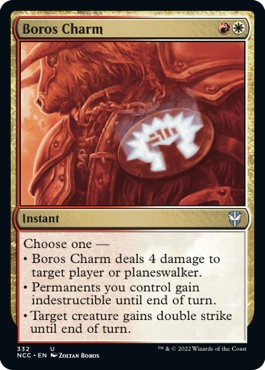 Boros Charm
Instant
Choose one —
• Boros Charm deals 4 damage to
target player or planeswalker.
• Permanents you control gain
indestructible until end of turn.
• Target creature gains double strike
until end of turn.
332 U
NCC • EN Zoltan Boros
™ & © 2022 Wizards of the Coast